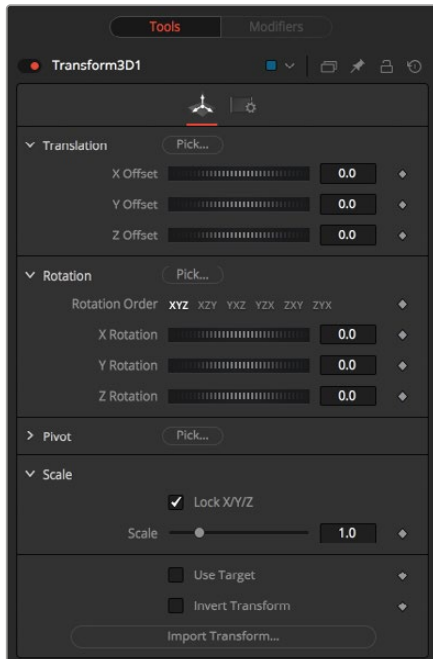 Tools Modifiers
Transform3D1
Translation Pick...
X Offset 0.0
Y Offset 0.0
Z Offset 0.0
Rotation Pick...
Rotation Order XYZ XZY YXZ YZX ZXY ZYX
X Rotation 0.0
Y Rotation 0.0
Z Rotation 0.0
Pivot Pick...
Scale
Lock X/Y/Z
Scale 1.0
Use Target
Invert Transform
Import Transform...